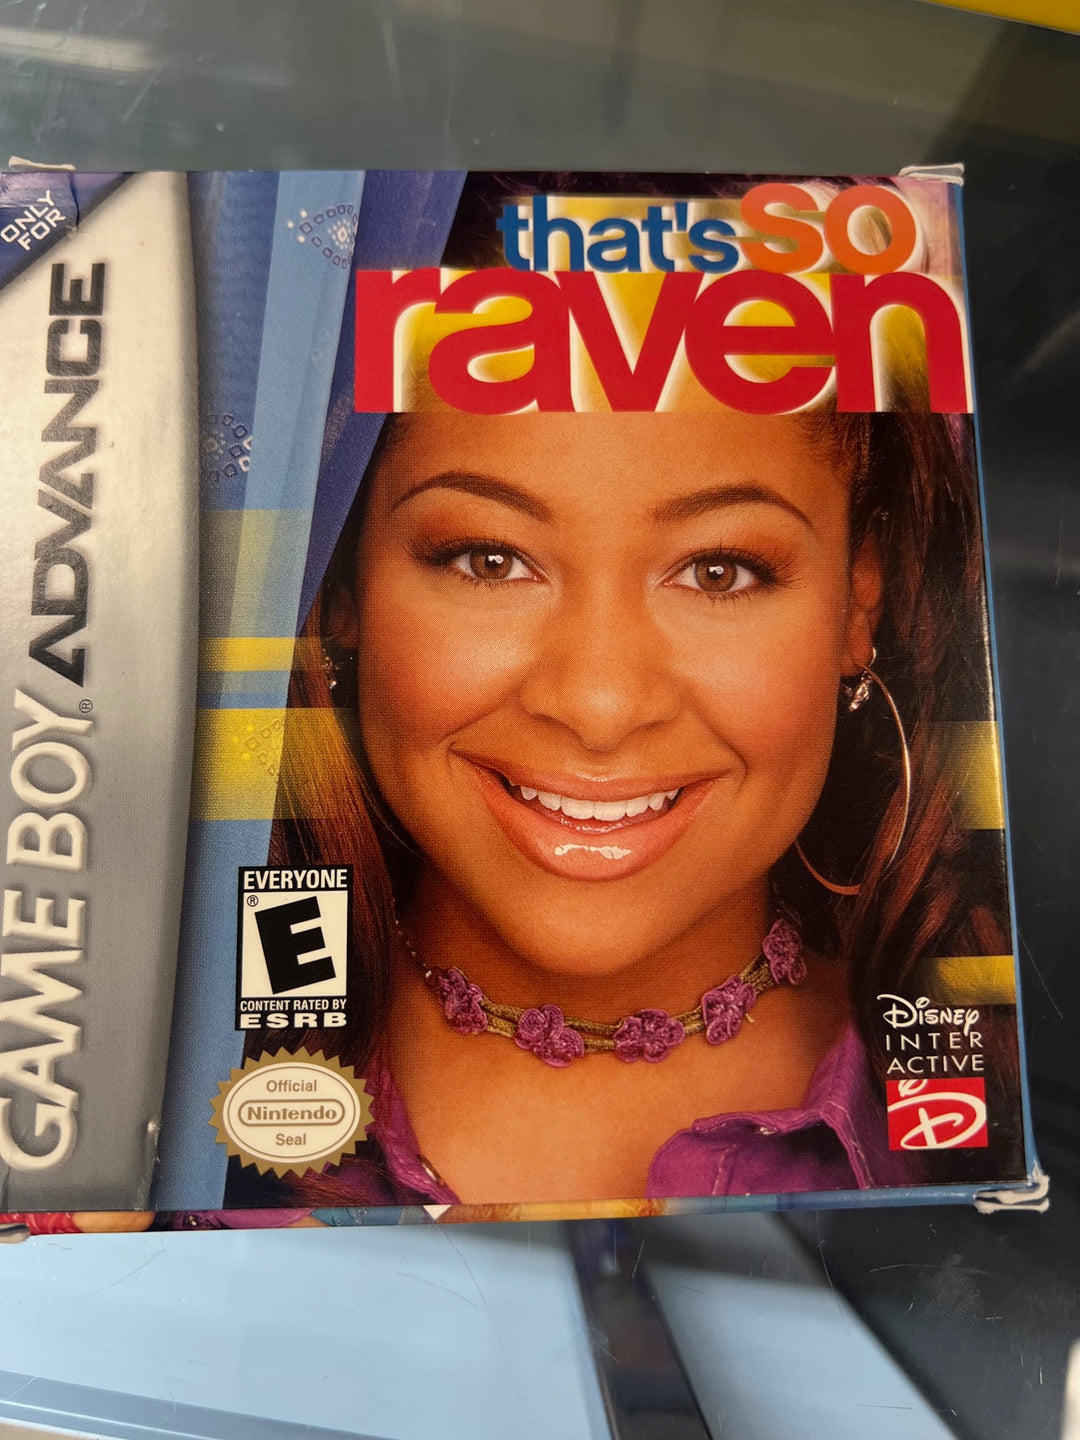 ONLY
FOR
GAME BOY® ADVANCE
that's so
raven
EVERYONE
®
E
CONTENT RATED BY
ESRB
Official
Nintendo
Seal
Disney
INTER
ACTIVE
D